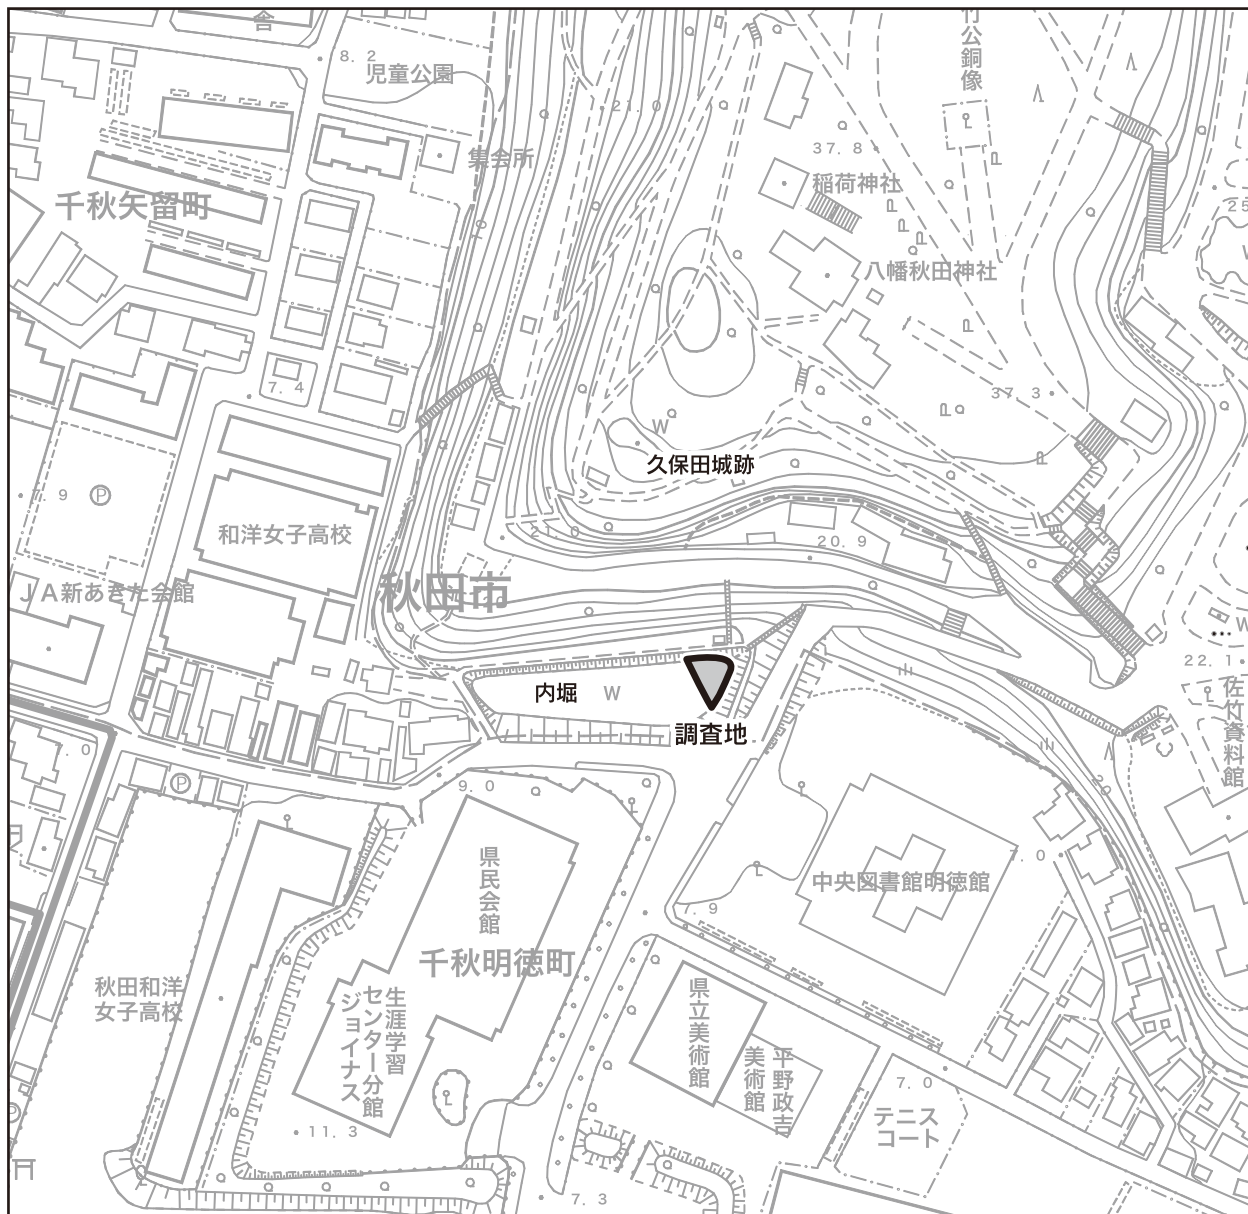 舎
8.2
児童公園
21.0
竹公銅像
37.8
集会所
稲荷神社
千秋矢留町
八幡秋田神社
7.4
37.3
W
久保田城跡
7.9
P
和洋女子高校
21.6
20.9
JA新あきた会館
秋田市
W
22.1
佐竹資料館
内堀
W
調査地
7.0
P
9.0
県民会館
7.0
中央図書館明徳館
7.9
千秋明徳町
秋田和洋
女子高校
生涯学習
センター分館
ジョイナス
県立美術館
平野政吉
美術館
7.0
テニス
コート
11.3
7.3